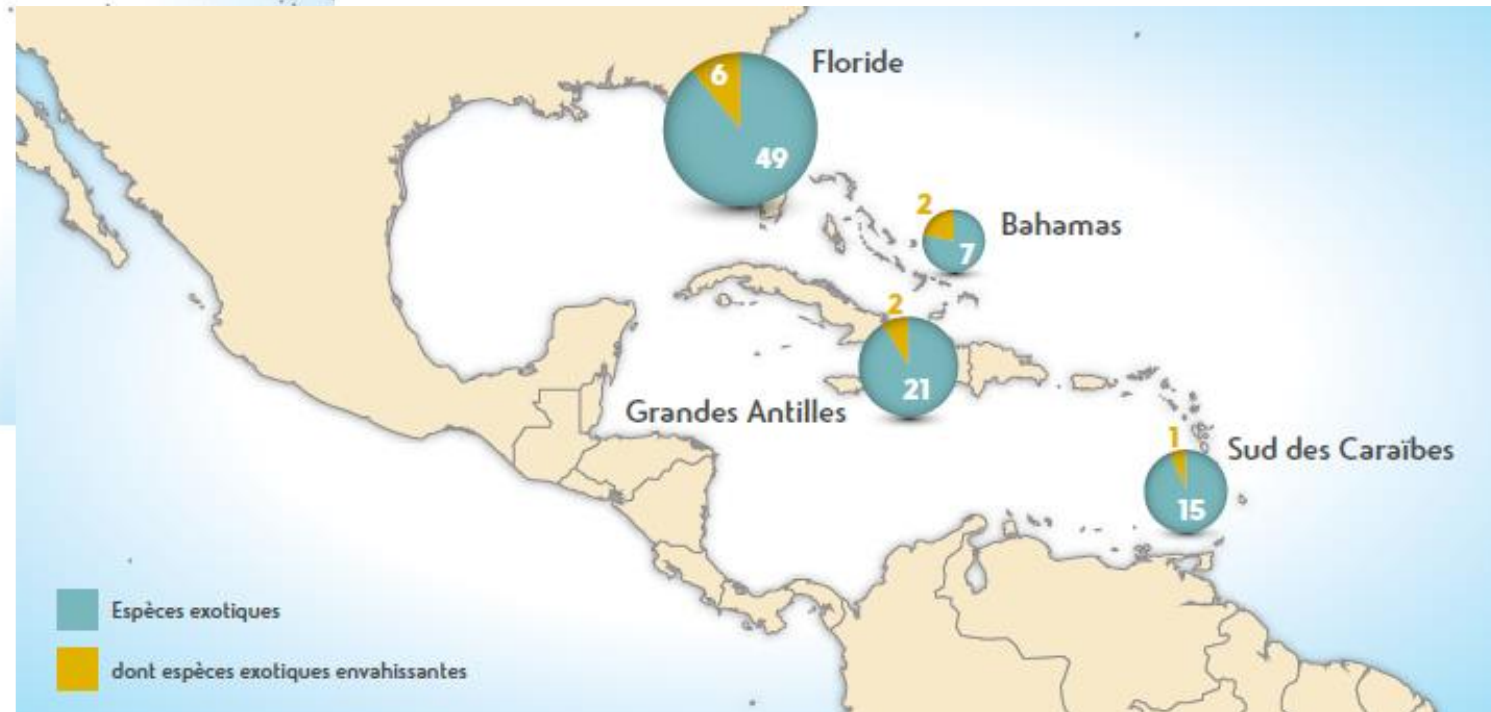 Floride
6
49
2
Bahamas
7
2
21
Grandes Antilles
1
Sud des Caraïbes
15
Espèces exotiques
dont espèces exotiques envahissantes